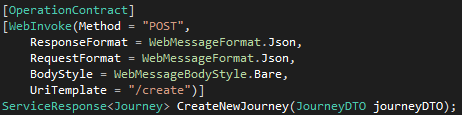 [OperationContract]
[WebInvoke(Method = "POST",
ResponseFormat = WebMessageFormat.Json,
RequestFormat = WebMessageFormat.Json,
BodyStyle = WebMessageBodyStyle.Bare,
UriTemplate = "/create")]
ServiceResponse<Journey> CreateNewJourney(JourneyDTO journeyDTO);